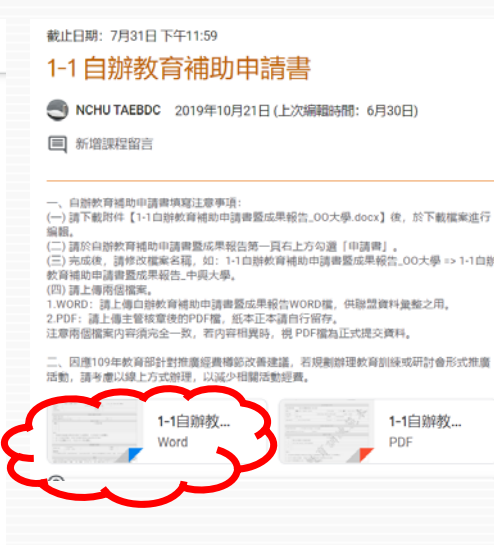 截止日期：7月31日 下午11:59
1-1 自辦教育補助申請書
NCHU TAEBDC 2019年10月21日 (上次編輯時間：6月30日)
新增課程留言
一、自辦教育補助申請書填寫注意事項：
(一) 請下載附件【1-1自辦教育補助申請書暨成果報告_OO大學.docx】後，於下載檔案進行
編輯。
(二) 請於自辦教育補助申請書暨成果報告第一頁右上方勾選「申請書」。
(三) 完成後，請修改檔案名稱，如：1-1自辦教育補助申請書暨成果報告_OO大學 => 1-1自辦
教育補助申請書暨成果報告_中興大學。
(四) 請上傳兩個檔案。
1.WORD：請上傳自辦教育補助申請書暨成果報告WORD檔，供聯盟資料彙整之用。
2.PDF：請上傳主管核章後的PDF檔，紙本正本請自行留存。
注意兩個檔案內容須完全一致，若內容相異時，視 PDF檔為正式提交資料。
二、因應109年教育部針對推廣經費樽節改善建議，若規劃辦理教育訓練或研討會形式推廣
活動，請考慮以線上方式辦理，以減少相關活動經費。
1-1自辦教...
Word
1-1自辦教...
PDF